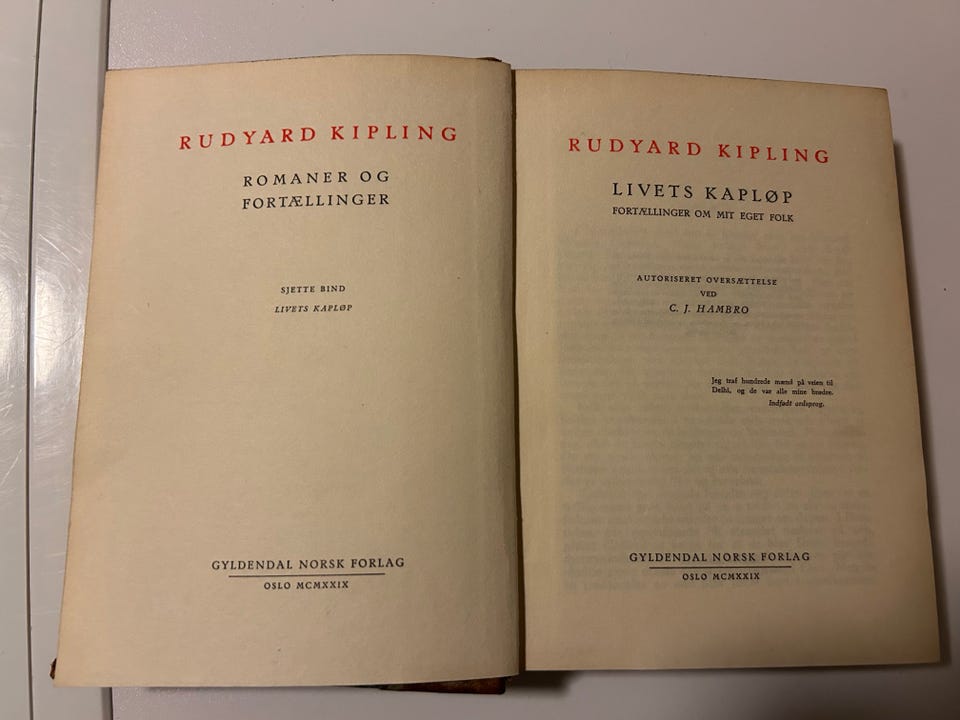 RUDYARD KIPLING
ROMANER OG
FORTÆLLINGER
SJETTE BIND
LIVETS KAPLØP
GYLDENDAL NORSK FORLAG
OSLO MCMXXIX
RUDYARD KIPLING
LIVETS KAPLØP
FORTÆLLINGER OM MIT EGET FOLK
AUTORISERET OVERSÆTTELSE
VED
C. J. HAMBRO
Jeg traf hundrede mænd på veien til
Delhi, og de var alle mine brødre.
Indfødt ordsprog.
GYLDENDAL NORSK FORLAG
OSLO MCMXXIX